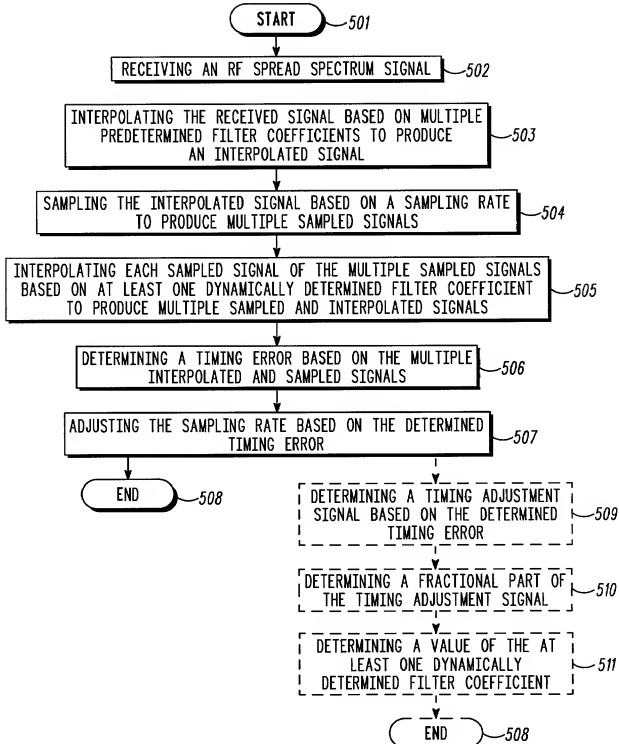 START
501
RECEIVING AN RF SPREAD SPECTRUM SIGNAL
502
INTERPOLATING THE RECEIVED SIGNAL BASED ON MULTIPLE
PREDETERMINED FILTER COEFFICIENTS TO PRODUCE
AN INTERPOLATED SIGNAL
503
SAMPLING THE INTERPOLATED SIGNAL BASED ON A SAMPLING RATE
TO PRODUCE MULTIPLE SAMPLED SIGNALS
504
INTERPOLATING EACH SAMPLED SIGNAL OF THE MULTIPLE SAMPLED SIGNALS
BASED ON AT LEAST ONE DYNAMICALLY DETERMINED FILTER COEFFICIENT
TO PRODUCE MULTIPLE SAMPLED AND INTERPOLATED SIGNALS
505
DETERMINING A TIMING ERROR BASED ON THE MULTIPLE
INTERPOLATED AND SAMPLED SIGNALS
506
ADJUSTING THE SAMPLING RATE BASED ON THE DETERMINED
TIMING ERROR
507
END
508
DETERMINING A TIMING ADJUSTMENT
SIGNAL BASED ON THE DETERMINED
TIMING ERROR
509
DETERMINING A FRACTIONAL PART OF
THE TIMING ADJUSTMENT SIGNAL
510
DETERMINING A VALUE OF THE AT
LEAST ONE DYNAMICALLY
DETERMINED FILTER COEFFICIENT
511
END
508